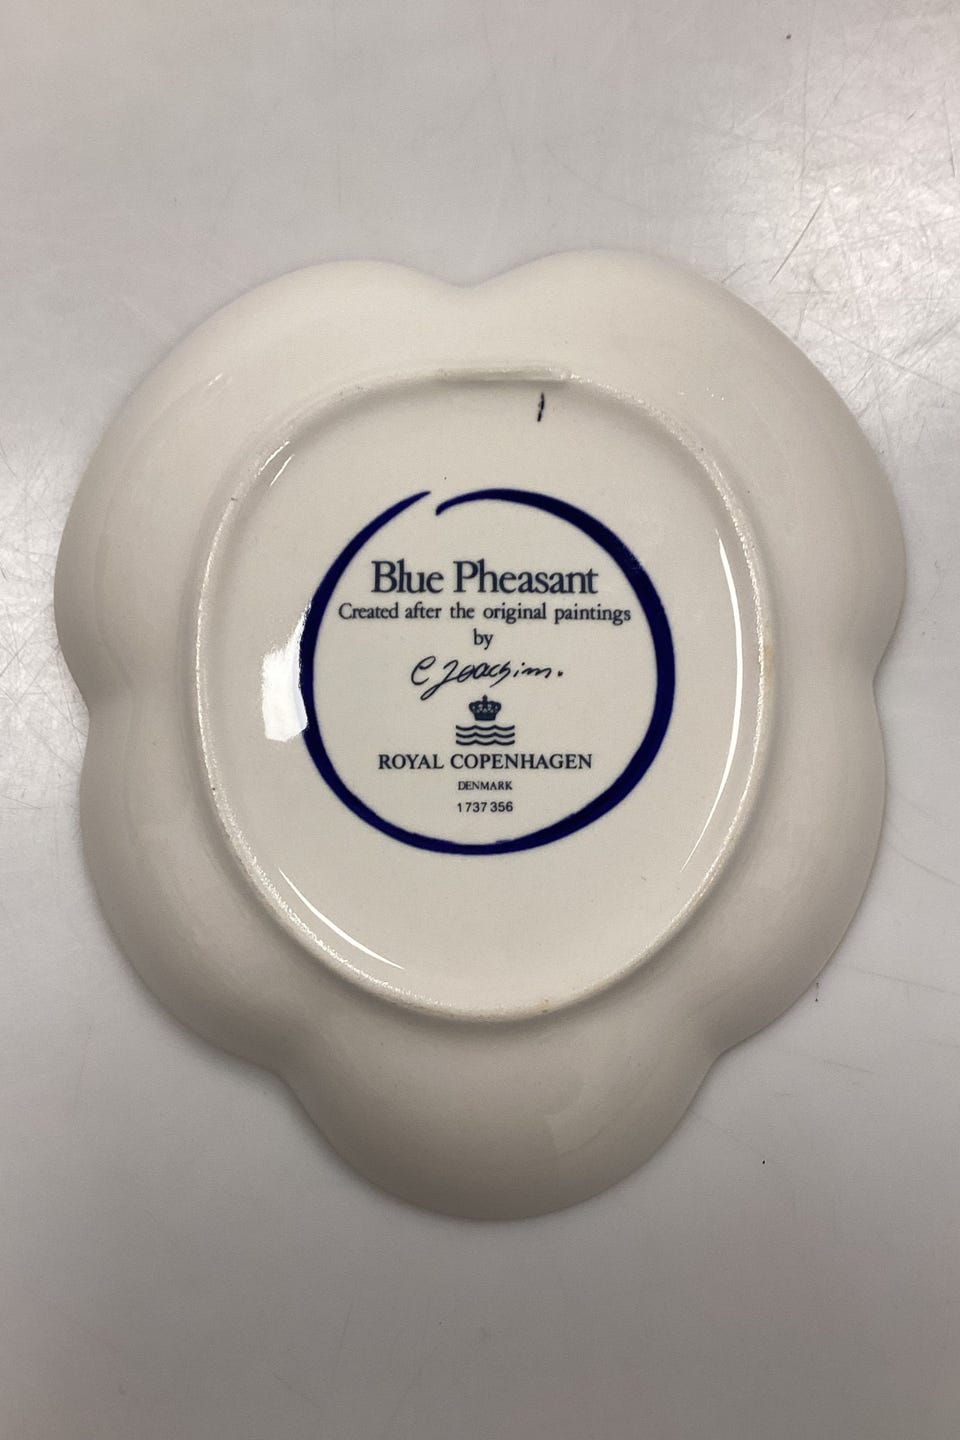 Blue Pheasant
Created after the original paintings
by
C Joachim.
ROYAL COPENHAGEN
DENMARK
1737 356